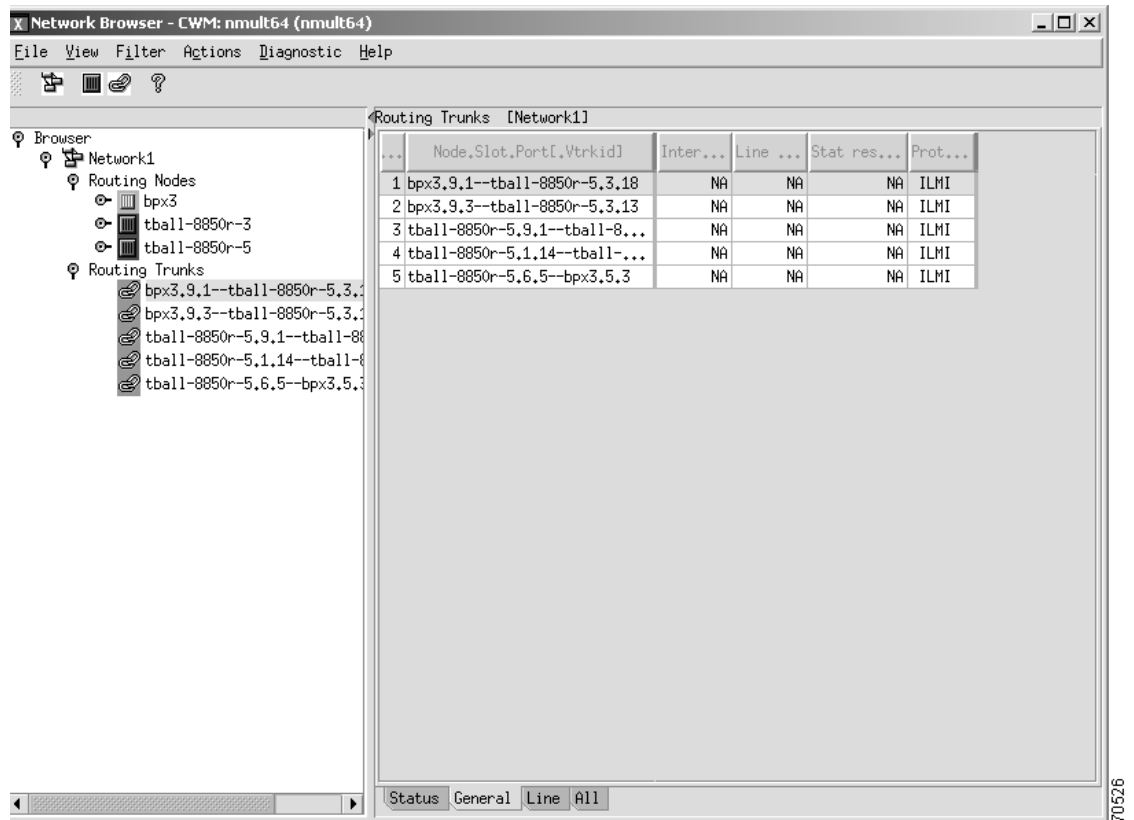 X Network Browser - CWM: nmult64 (nmult64)
File View Filter Actions Diagnostic Help
Routing Trunks [Network1]
Browser
Network1
Routing Nodes
bpx3
tball-8850r-3
tball-8850r-5
Routing Trunks
bpx3.9.1--tball-8850r-5.3.1
bpx3.9.3--tball-8850r-5.3.1
tball-8850r-5.9.1--tball-88
tball-8850r-5.1.14--tball-8
tball-8850r-5.6.5--bpx3.5.3
... Node.Slot.Port[.Vtrkid] Inter... Line ... Stat res... Prot...
1 bpx3.9.1--tball-8850r-5.3.18 NA NA NA ILMI
2 bpx3.9.3--tball-8850r-5.3.13 NA NA NA ILMI
3 tball-8850r-5.9.1--tball-8... NA NA NA ILMI
4 tball-8850r-5.1.14--tball-... NA NA NA ILMI
5 tball-8850r-5.6.5--bpx3.5.3 NA NA NA ILMI
Status General Line All
70526